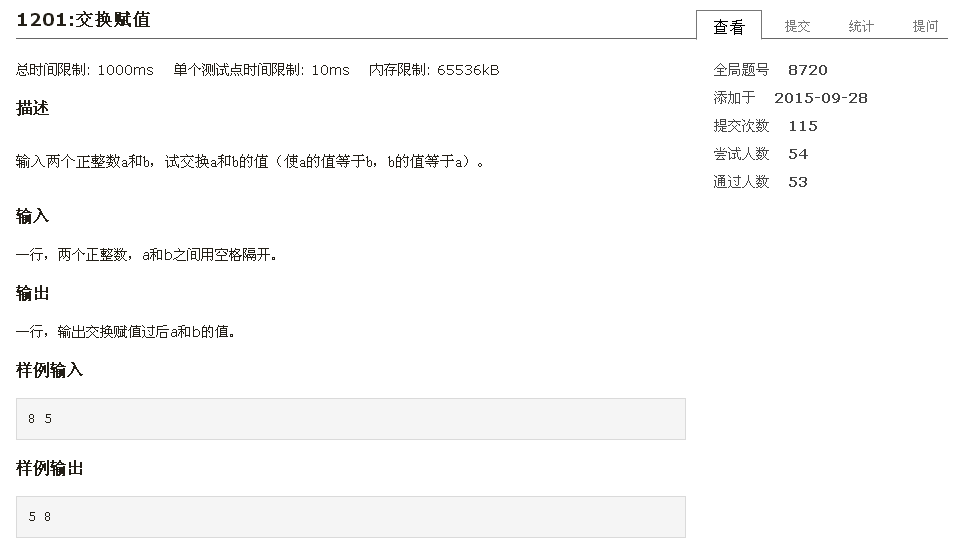 1201:交换赋值
查看 提交 统计 提问
总时间限制: 1000ms 单个测试点时间限制: 10ms 内存限制: 65536kB
描述
输入两个正整数a和b，试交换a和b的值（使a的值等于b，b的值等于a）。
输入
一行，两个正整数，a和b之间用空格隔开。
输出
一行，输出交换赋值过后a和b的值。
样例输入
8 5
样例输出
5 8
全局题号 8720
添加于 2015-09-28
提交次数 115
尝试人数 54
通过人数 53